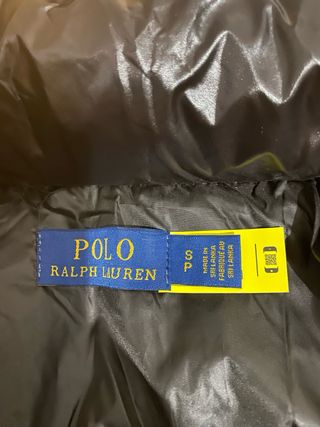 POLO
RALPH LAUREN
S
P
MADE IN
SRI LANKA
FABRIQUÉ AU
SRI LANKA